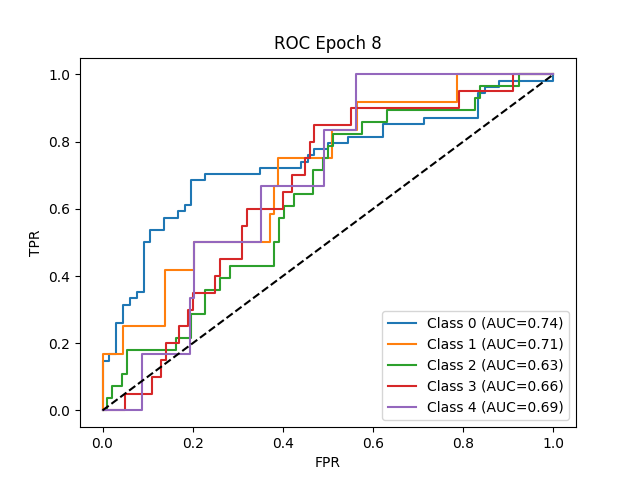 ROC Epoch 8
TPR
1.0
0.8
0.6
0.4
0.2
0.0
Class 0 (AUC=0.74)
Class 1 (AUC=0.71)
Class 2 (AUC=0.63)
Class 3 (AUC=0.66)
Class 4 (AUC=0.69)
0.0 0.2 0.4 0.6 0.8 1.0
FPR